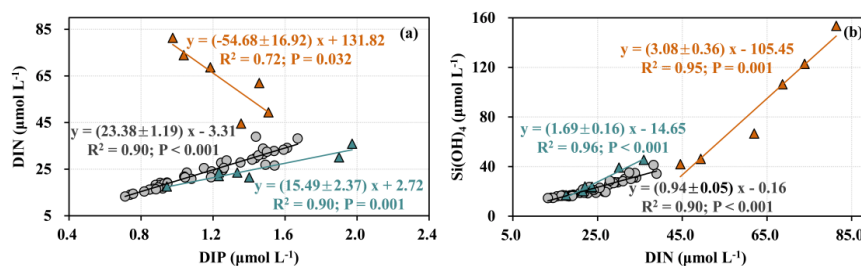 (a)
y = (-54.68±16.92) x + 131.82
R² = 0.72; P = 0.032
y = (23.38±1.19) x - 3.31
R² = 0.90; P < 0.001
y = (15.49±2.37) x + 2.72
R² = 0.90; P = 0.001
DIN (μmol L⁻¹)
85
65
45
25
5
0.4 0.8 1.2 1.6 2.0 2.4
DIP (μmol L⁻¹)
(b)
y = (3.08±0.36) x - 105.45
R² = 0.95; P = 0.001
y = (1.69±0.16) x - 14.65
R² = 0.96; P < 0.001
y = (0.94±0.05) x - 0.16
R² = 0.90; P < 0.001
Si(OH)₄ (μmol L⁻¹)
160
120
80
40
0
5.0 25.0 45.0 65.0 85.0
DIN (μmol L⁻¹)